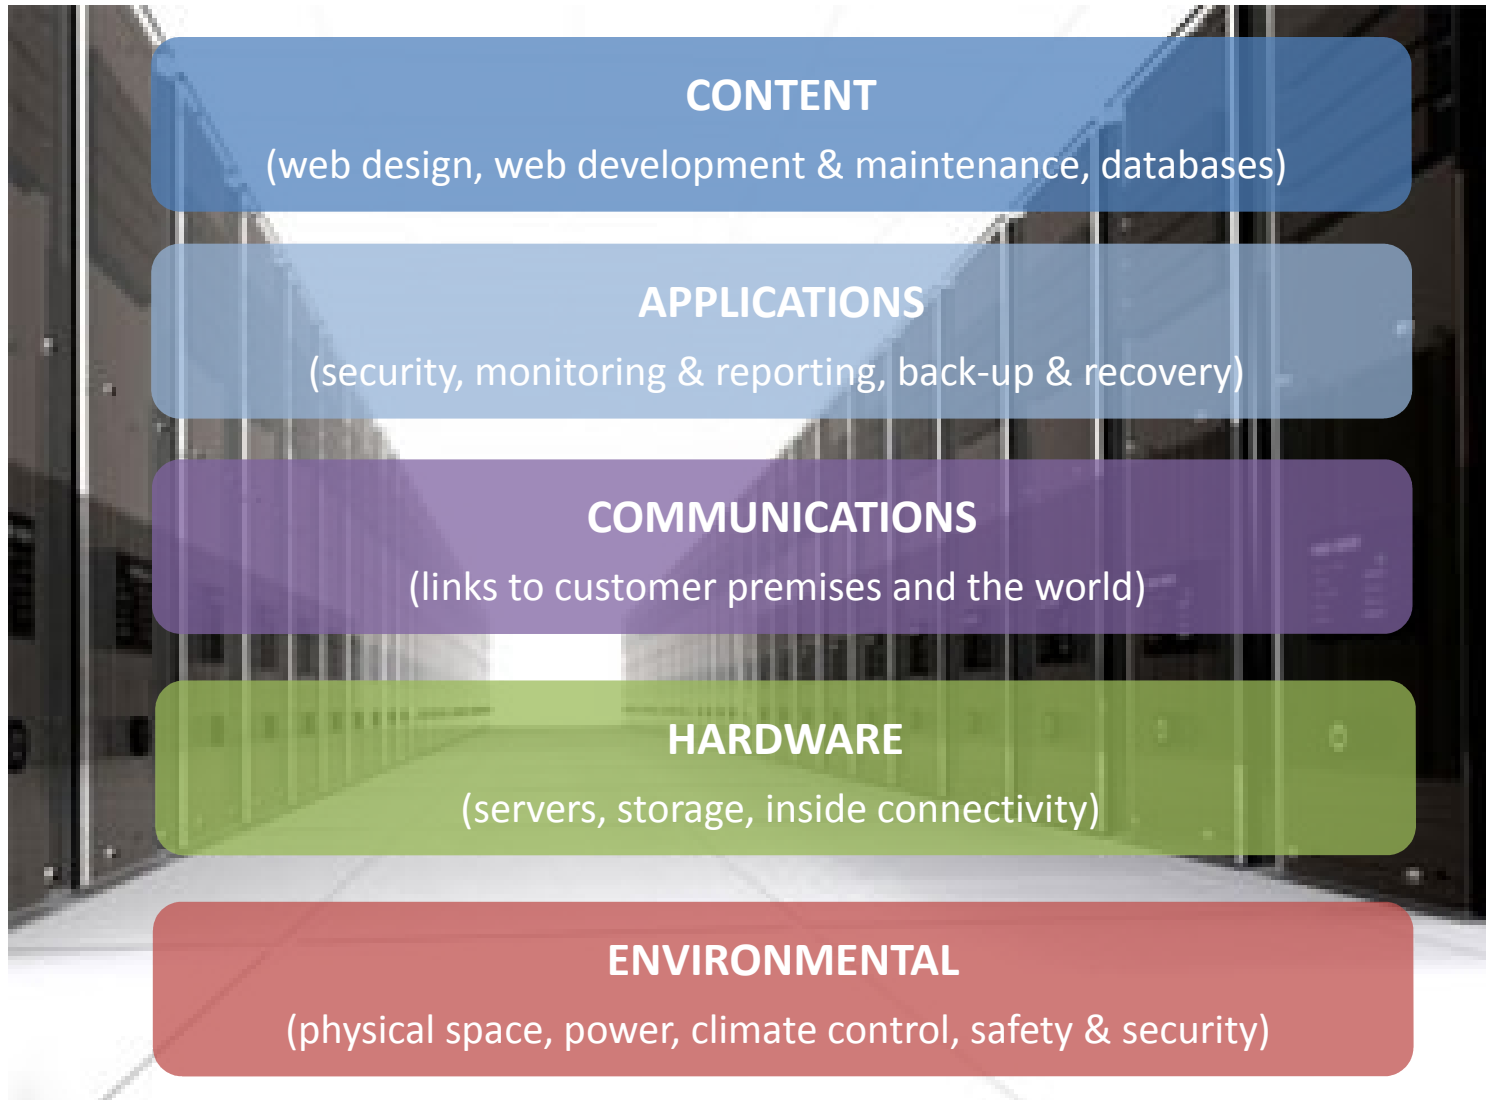 CONTENT
(web design, web development & maintenance, databases)
APPLICATIONS
(security, monitoring & reporting, back-up & recovery)
COMMUNICATIONS
(links to customer premises and the world)
HARDWARE
(servers, storage, inside connectivity)
ENVIRONMENTAL
(physical space, power, climate control, safety & security)